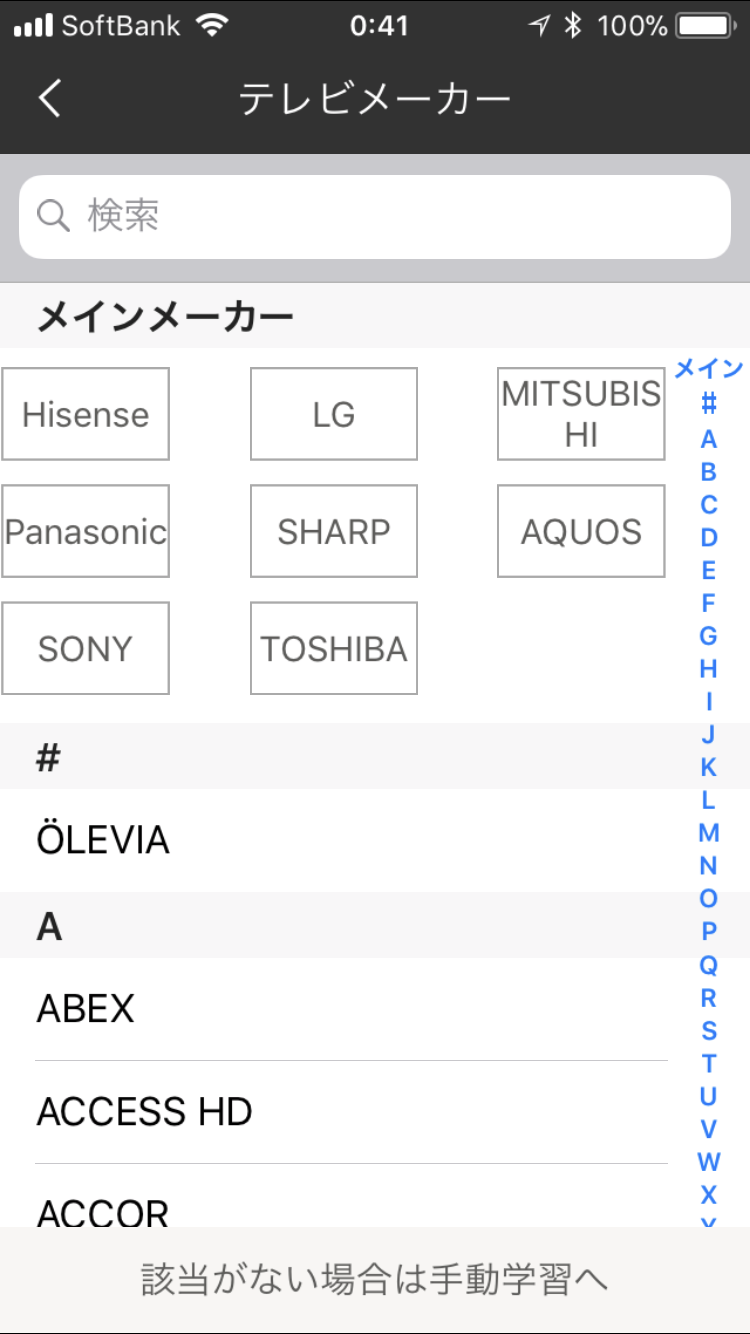 SoftBank 0:41 100%
テレビメーカー
検索
メインメーカー
Hisense LG MITSUBIS
HI
Panasonic SHARP AQUOS
SONY TOSHIBA
#
ÖLEVIA
A
ABEX
ACCESS HD
ACCOR
メイン
#
A
B
C
D
E
F
G
H
I
J
K
L
M
N
O
P
Q
R
S
T
U
V
W
X
Y
該当がない場合は手動学習へ